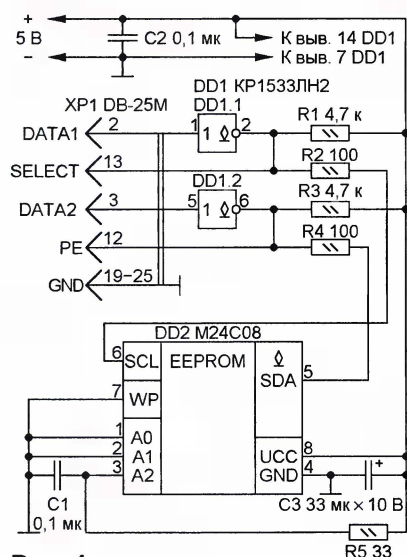 +
5 В
−
С2 0,1 мк
К выв. 14 DD1
К выв. 7 DD1
DD1 КР1533ЛН2
XP1 DB-25M
DD1.1
R1 4,7 к
DATA1
2
1
1
2
R2 100
SELECT
13
DD1.2
R3 4,7 к
DATA2
3
5
1
6
PE
12
R4 100
GND
19−25
DD2 M24C08
6
SCL
EEPROM
SDA
5
7
WP
1
A0
2
A1
3
A2
UCC
8
GND
4
+
C1
0,1 мк
C3 33 мк × 10 В
R5 33